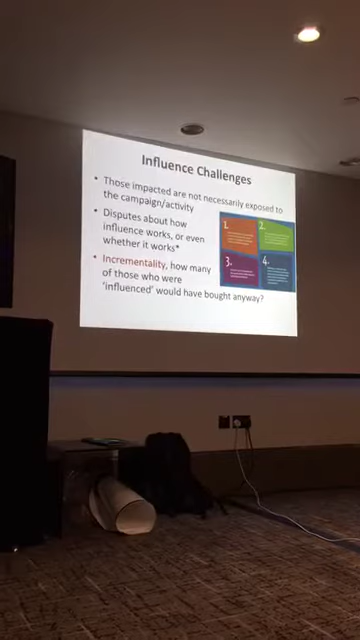 Influence Challenges
• Those impacted are not necessarily exposed to
the campaign/activity
• Disputes about how
influence works, or even
whether it works*
• Incrementality, how many
of those who were
‘influenced’ would have bought anyway?
1.
2.
3.
4.